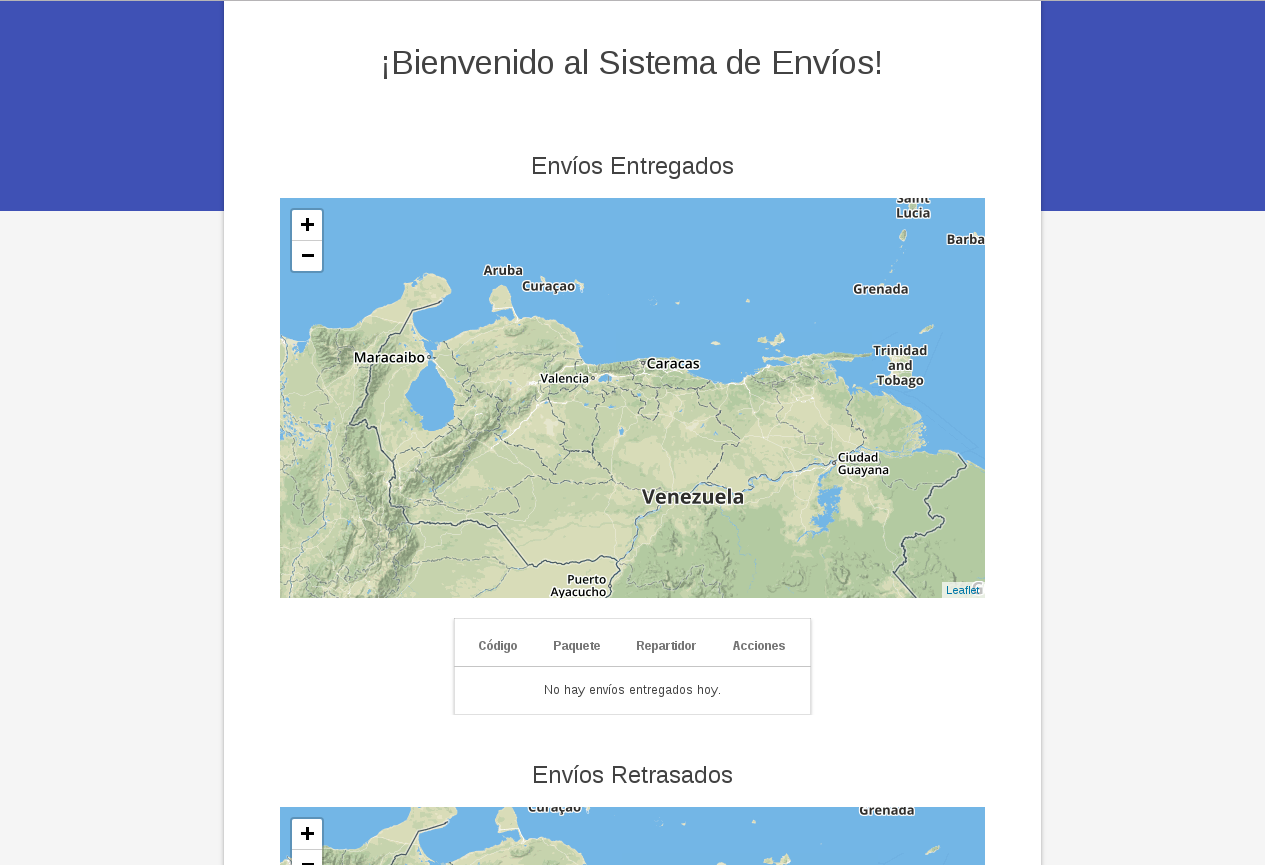 ¡Bienvenido al Sistema de Envíos!
Envíos Entregados
+
−
Saint
Lucia
Barba
Aruba
Curaçao
Grenada
Maracaibo
Caracas
Valencia
Trinidad
and
Tobago
Ciudad
Guayana
Venezuela
Puerto
Ayacucho
Leaflet
Código Paquete Repartidor Acciones
No hay envíos entregados hoy.
Envíos Retrasados
+
−
Curaçao
Grenada